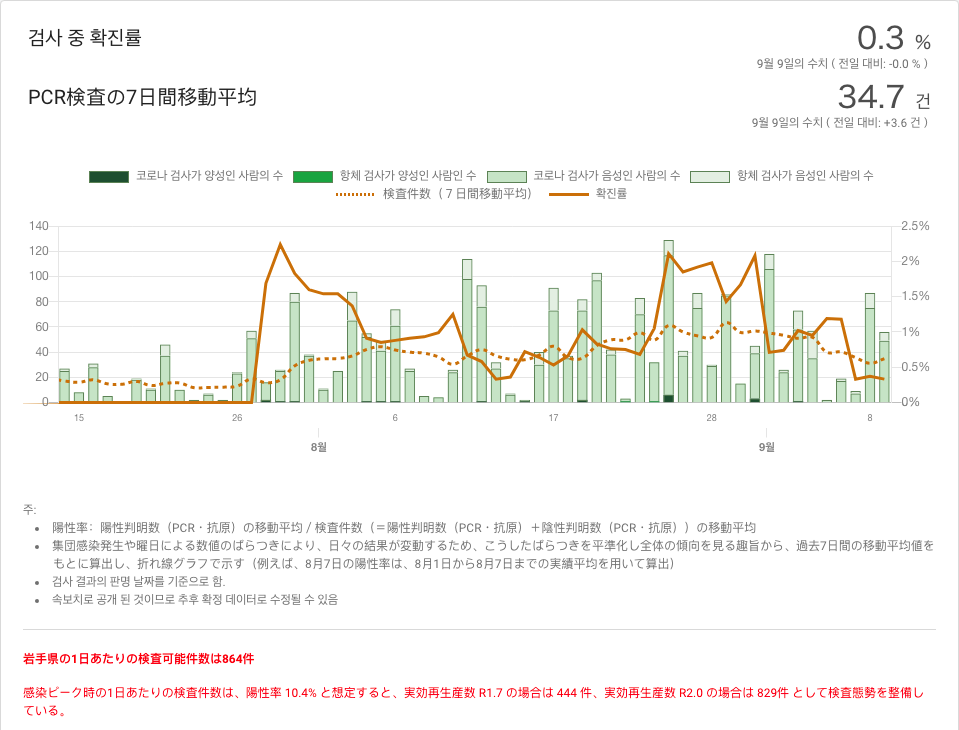 검사 중 확진률
0.3 %
9월 9일의 수치 ( 전일 대비: -0.0 % )
PCR検査の7日間移動平均
34.7 건
9월 9일의 수치 ( 전일 대비: +3.6 건 )
코로나 검사가 양성인 사람의 수 항체 검사가 양성인 사람인 수 코로나 검사가 음성인 사람의 수 항체 검사가 음성인 사람의 수
検査件数（７日間移動平均） 확진률
140 2.5%
120 2%
100
80 1.5%
60 1%
40 0.5%
20
0 0%
15 26 6 17 28 8
8월 9월
주:
陽性率：陽性判明数（PCR・抗原）の移動平均 / 検査件数（＝陽性判明数（PCR・抗原）＋陰性判明数（PCR・抗原））の移動平均
集団感染発生や曜日による数値のばらつきにより、日々の結果が変動するため、こうしたばらつきを平準化し全体の傾向を見る趣旨から、過去7日間の移動平均値を
もとに算出し、折れ線グラフで示す（例えば、8月7日の陽性率は、8月1日から8月7日までの実績平均を用いて算出）
검사 결과의 판명 날짜를 기준으로 함.
속보치로 공개 된 것이므로 추후 확정 데이터로 수정될 수 있음
岩手県の1日あたりの検査可能件数は864件
感染ピーク時の1日あたりの検査件数は、陽性率 10.4% と想定すると、実効再生産数 R1.7 の場合は 444 件、実効再生産数 R2.0 の場合は 829件 として検査態勢を整備し
ている。